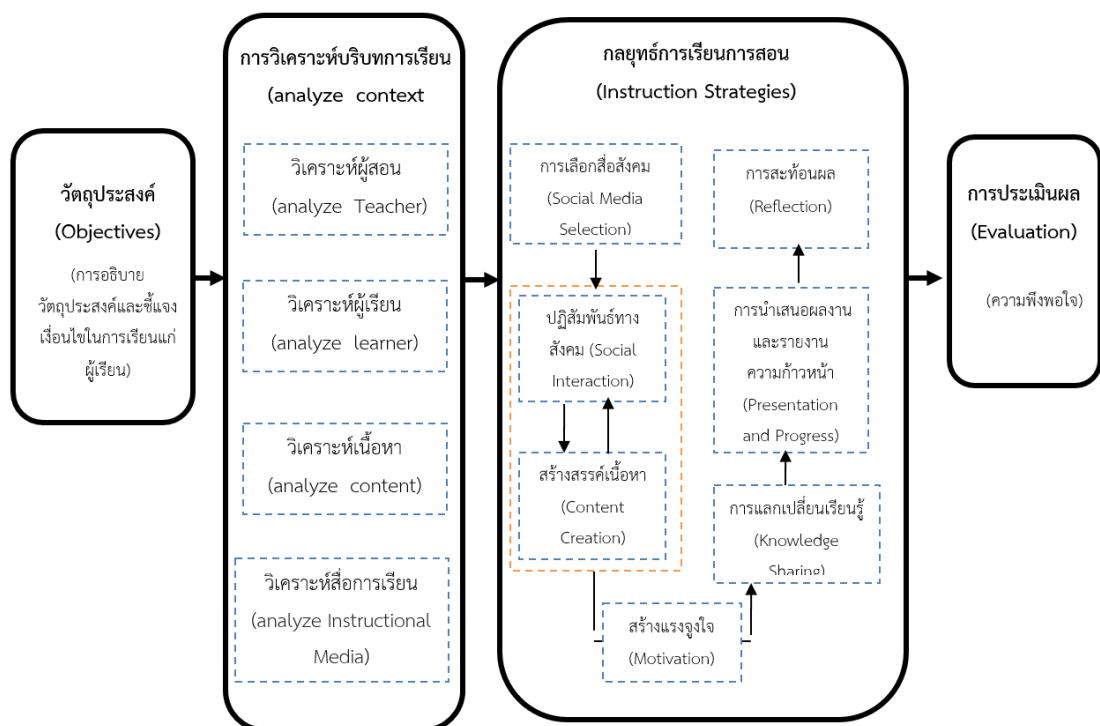 วัตถุประสงค์
(Objectives)
(การอธิบาย
วัตถุประสงค์และชี้แจง
เงื่อนไขในการเรียนแก่
ผู้เรียน)
การวิเคราะห์บริบทการเรียน
(analyze context
วิเคราะห์ผู้สอน
(analyze Teacher)
วิเคราะห์ผู้เรียน
(analyze learner)
วิเคราะห์เนื้อหา
(analyze content)
วิเคราะห์สื่อการเรียน
(analyze Instructional
Media)
กลยุทธ์การเรียนการสอน
(Instruction Strategies)
การเลือกสื่อสังคม
(Social Media
Selection)
ปฏิสัมพันธ์ทาง
สังคม (Social
Interaction)
สร้างสรรค์เนื้อหา
(Content
Creation)
สร้างแรงจูงใจ
(Motivation)
การแลกเปลี่ยนเรียนรู้
(Knowledge
Sharing)
การนำเสนอผลงาน
และรายงาน
ความก้าวหน้า
(Presentation
and Progress)
การสะท้อนผล
(Reflection)
การประเมินผล
(Evaluation)
(ความพึงพอใจ)